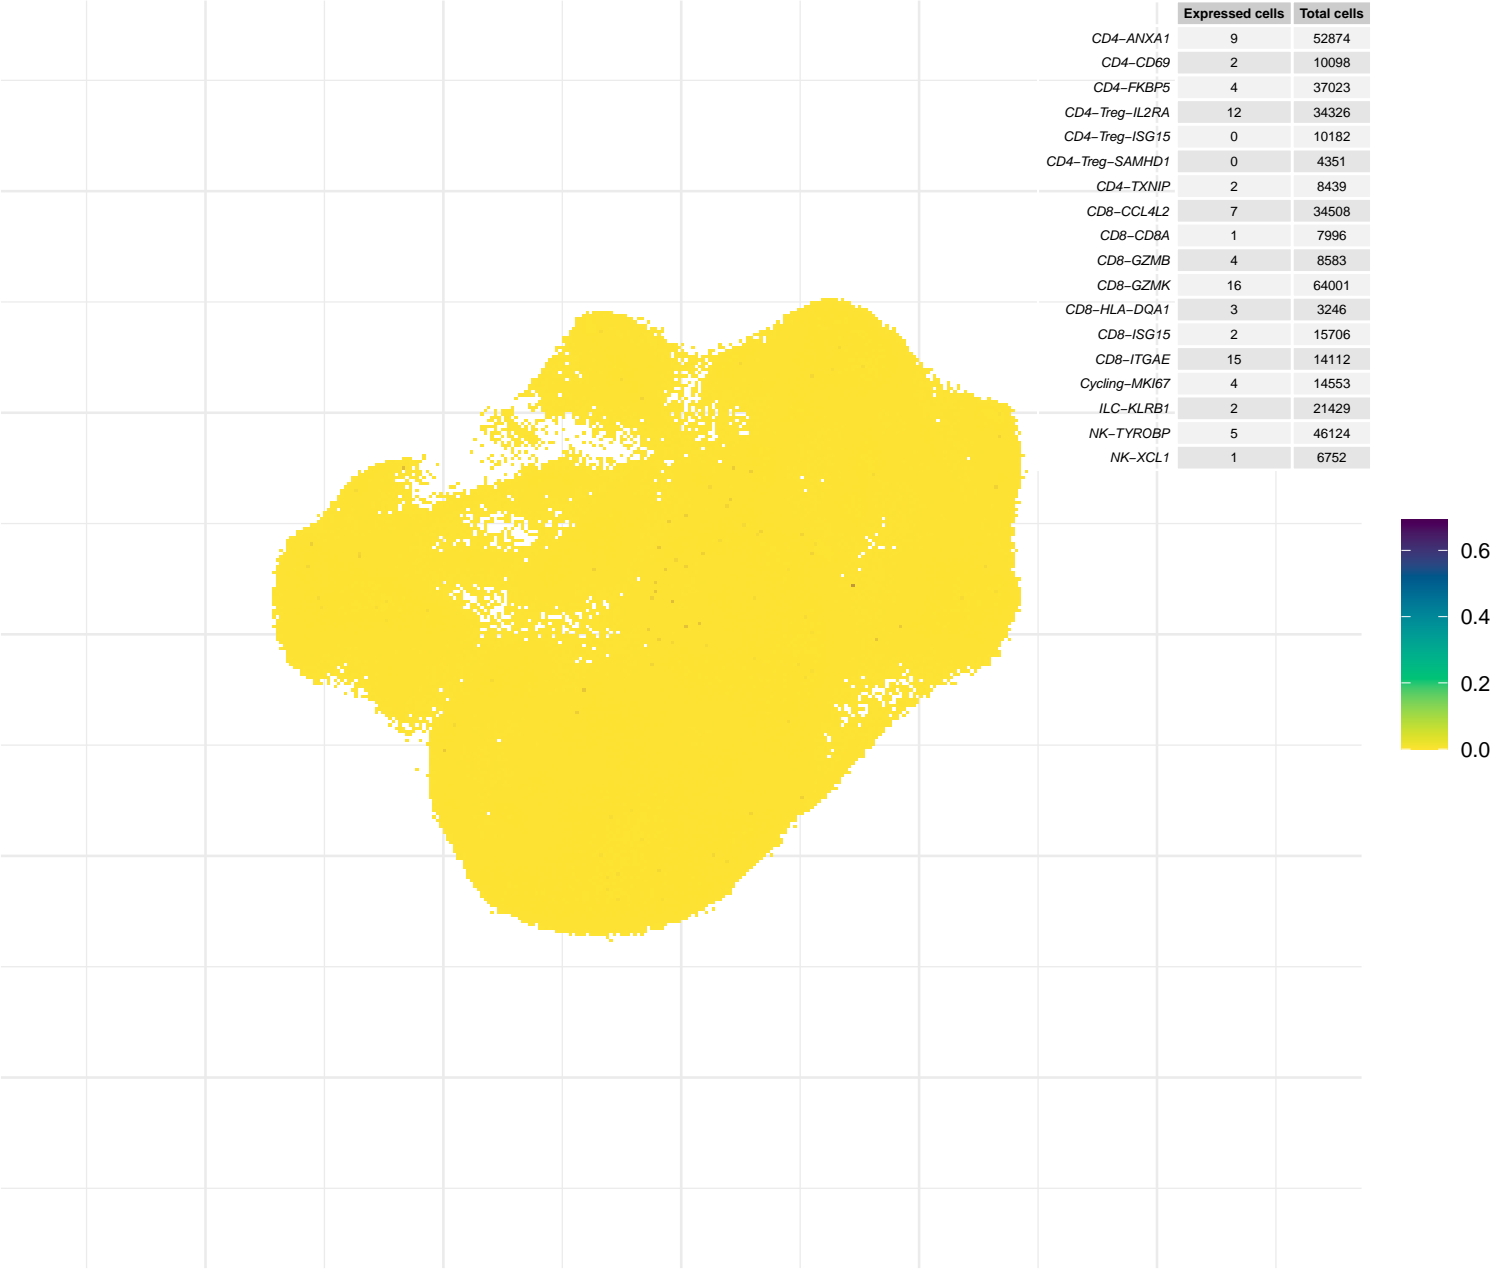 Expressed cells Total cells
CD4−ANXA1 9 52874
CD4−CD69 2 10098
CD4−FKBP5 4 37023
CD4−Treg−IL2RA 12 34326
CD4−Treg−ISG15 0 10182
CD4−Treg−SAMHD1 0 4351
CD4−TXNIP 2 8439
CD8−CCL4L2 7 34508
CD8−CD8A 1 7996
CD8−GZMB 4 8583
CD8−GZMK 16 64001
CD8−HLA−DQA1 3 3246
CD8−ISG15 2 15706
CD8−ITGAE 15 14112
Cycling−MKI67 4 14553
ILC−KLRB1 2 21429
NK−TYROBP 5 46124
NK−XCL1 1 6752
0.6
0.4
0.2
0.0